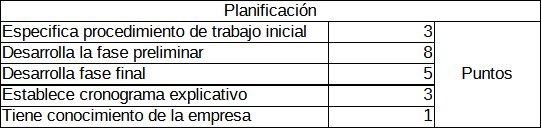 Planificación
Especifica procedimiento de trabajo inicial 3
Desarrolla la fase preliminar 8
Desarrolla fase final 5 Puntos
Establece cronograma explicativo 3
Tiene conocimiento de la empresa 1